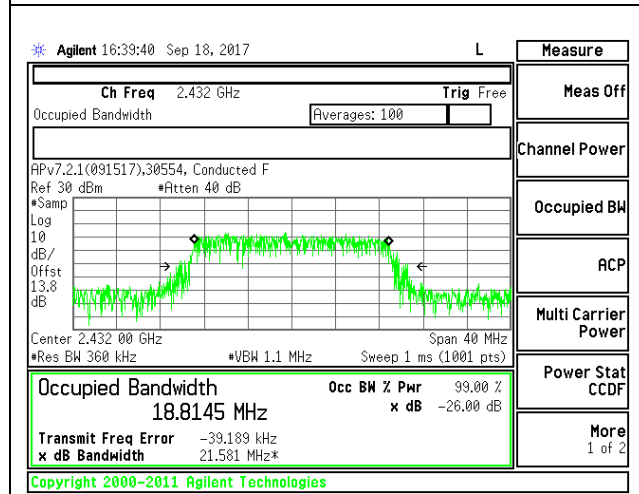 Agilent 16:39:40 Sep 18, 2017 L
Measure
Ch Freq 2.432 GHz Trig Free
Meas Off
Occupied Bandwidth Averages: 100
Channel Power
APv7.2.1(091517),30554, Conducted F
Ref 30 dBm #Atten 40 dB
#Samp
Occupied BW
Log
10
dB/
ACP
Offst
13.8
dB
Multi Carrier
Power
Center 2.432 00 GHz Span 40 MHz
#Res BW 360 kHz #VBW 1.1 MHz Sweep 1 ms (1001 pts)
Power Stat
CCDF
Occupied Bandwidth Occ BW % Pwr 99.00 %
18.8145 MHz x dB -26.00 dB
Transmit Freq Error -39.189 kHz
x dB Bandwidth 21.581 MHz*
More
1 of 2
Copyright 2000-2011 Agilent Technologies